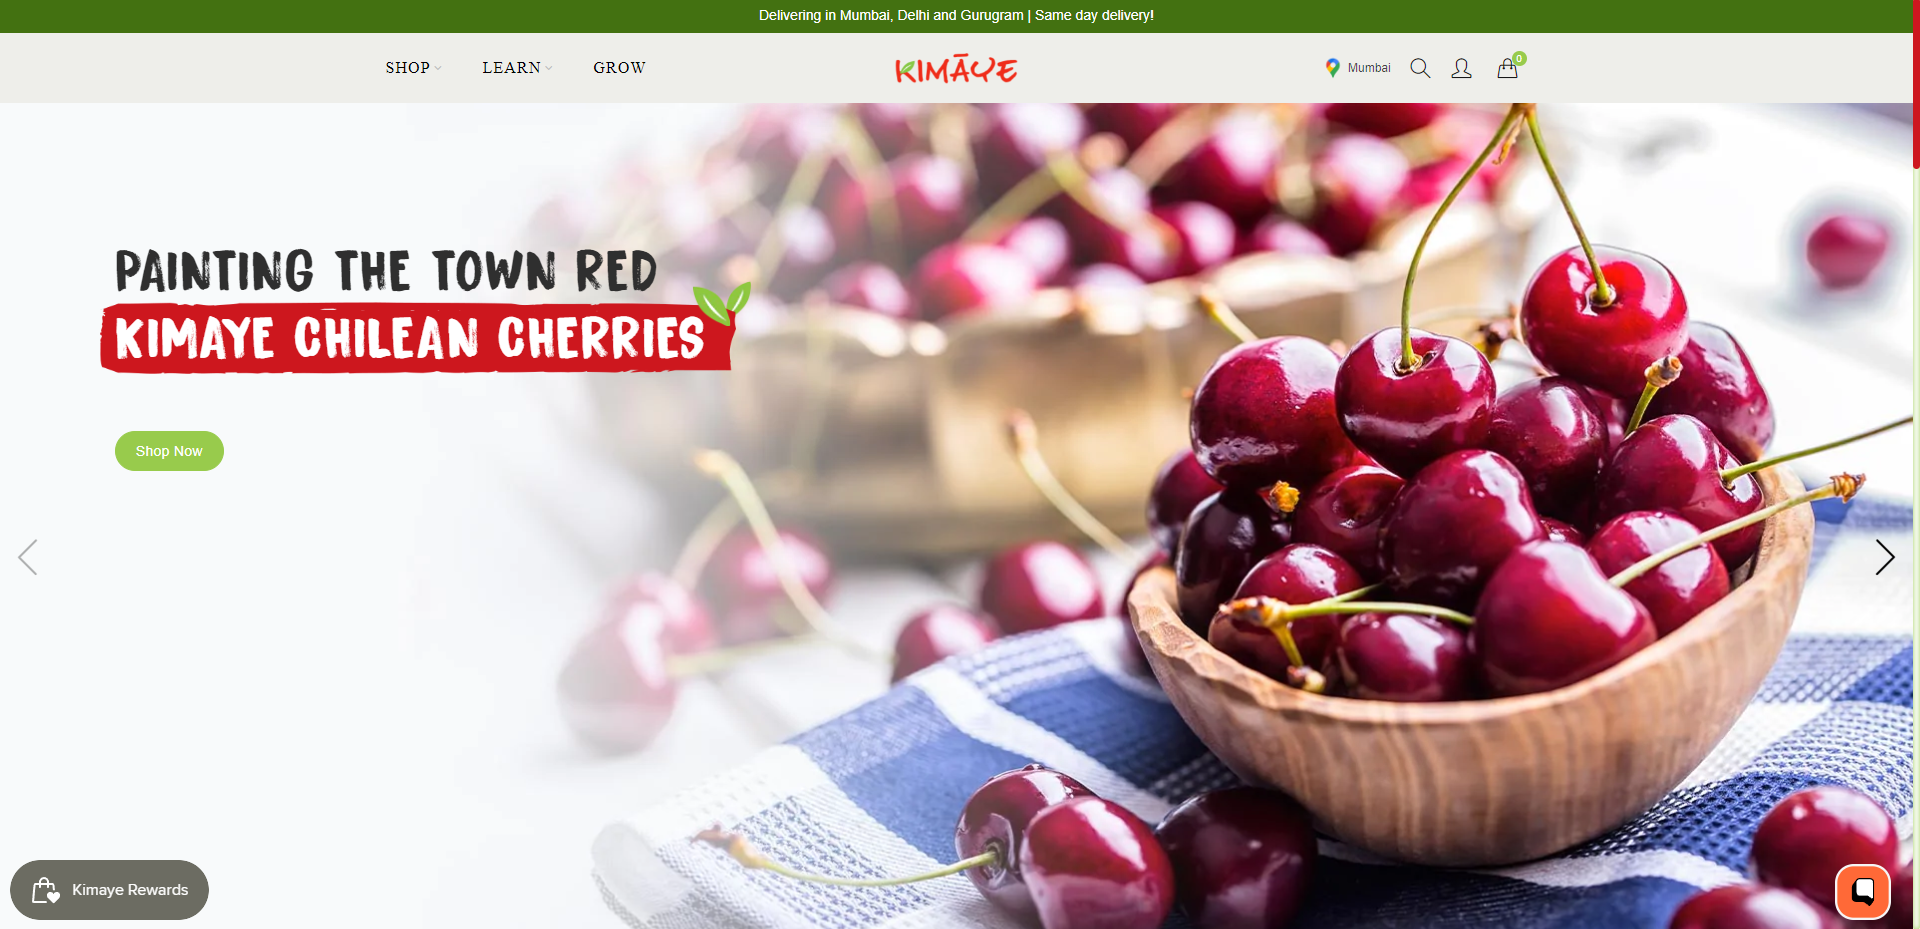 Delivering in Mumbai, Delhi and Gurugram | Same day delivery!
SHOP LEARN GROW
KIMĀYE
Mumbai
0
PAINTING THE TOWN RED
KIMAYE CHILEAN CHERRIES
Shop Now
Kimaye Rewards